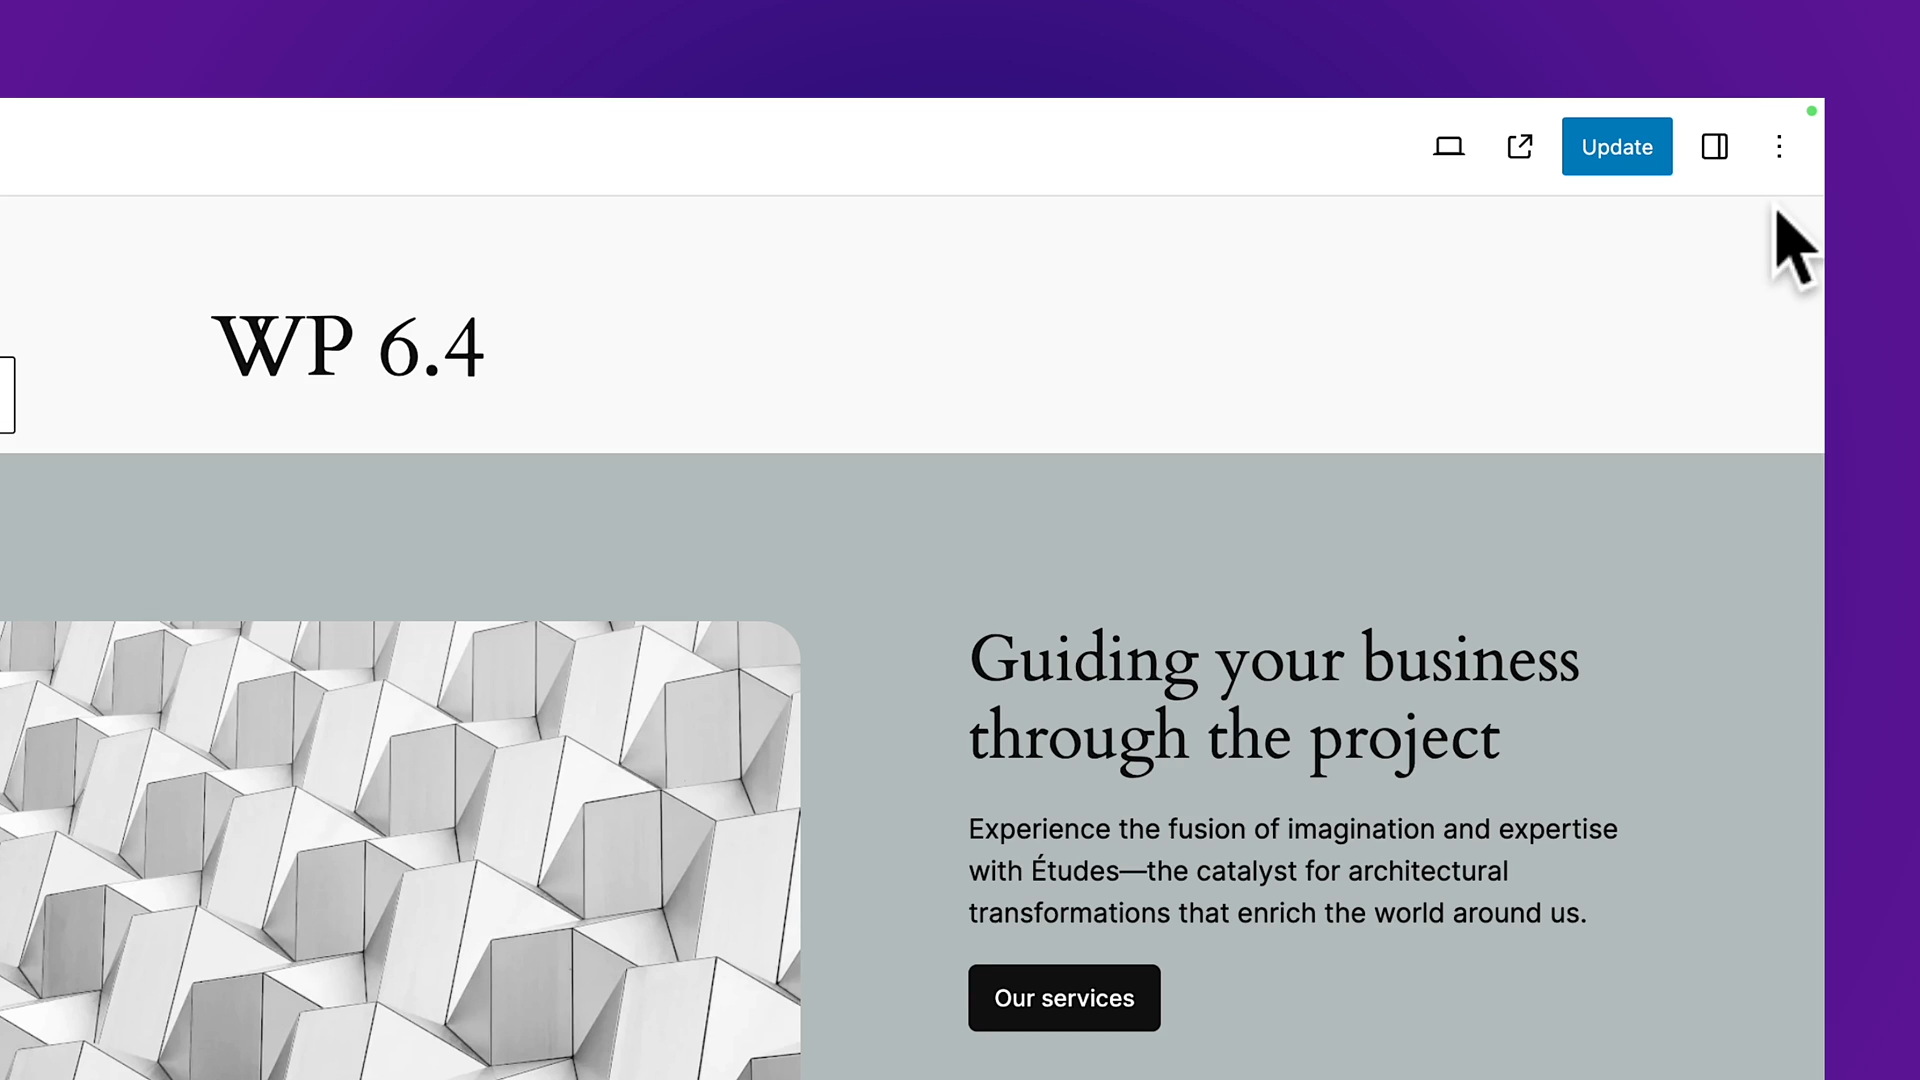 Update
WP 6.4
Guiding your business
through the project
Experience the fusion of imagination and expertise
with Études—the catalyst for architectural
transformations that enrich the world around us.
Our services